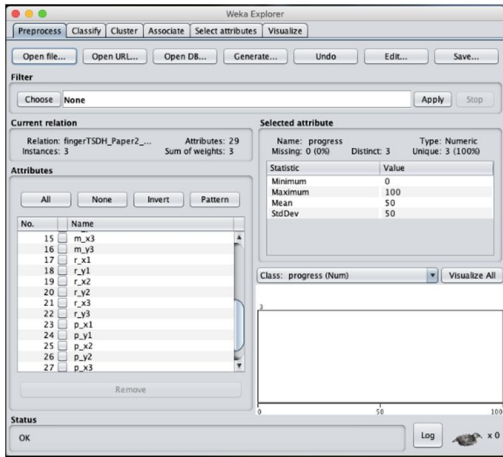 Weka Explorer
Preprocess Classify Cluster Associate Select attributes Visualize
Open file... Open URL... Open DB... Generate... Undo Edit... Save...
Filter
Choose None Apply Stop
Current relation
Relation: fingerTSDH_Paper2_... Attributes: 29
Instances: 3 Sum of weights: 3
Attributes
All None Invert Pattern
No. Name
15 m_x3
16 m_y3
17 r_x1
18 r_y1
19 r_x2
20 r_y2
21 r_x3
22 r_y3
23 p_x1
24 p_y1
25 p_x2
26 p_y2
27 p_x3
Remove
Selected attribute
Name: progress Type: Numeric
Missing: 0 (0%) Distinct: 3 Unique: 3 (100%)
Statistic Value
Minimum 0
Maximum 100
Mean 50
StdDev 50
Class: progress (Num) Visualize All
3
0 50 100
Status
OK
Log x 0